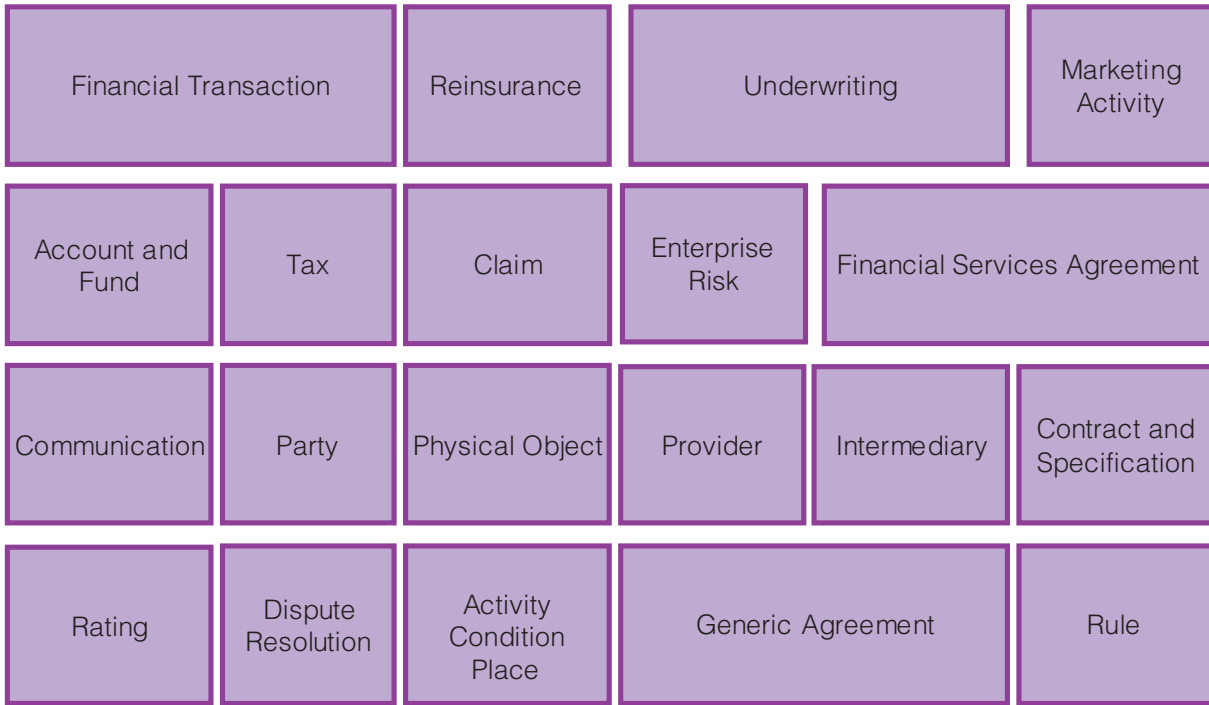 Financial Transaction
Reinsurance
Underwriting
Marketing
Activity
Account and
Fund
Tax
Claim
Enterprise
Risk
Financial Services Agreement
Communication
Party
Physical Object
Provider
Intermediary
Contract and
Specification
Rating
Dispute
Resolution
Activity
Condition
Place
Generic Agreement
Rule